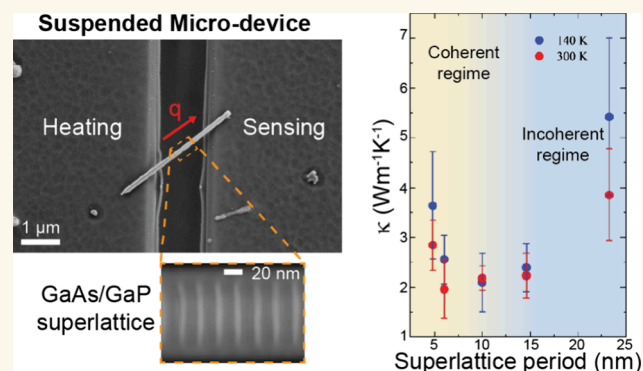 Suspended Micro-device
q
Heating
Sensing
1 μm
20 nm
GaAs/GaP
superlattice
κ (Wm⁻¹K⁻¹)
7
6
5
4
3
2
1
140 K
300 K
Coherent
regime
Incoherent
regime
5
10
15
20
25
Superlattice period (nm)